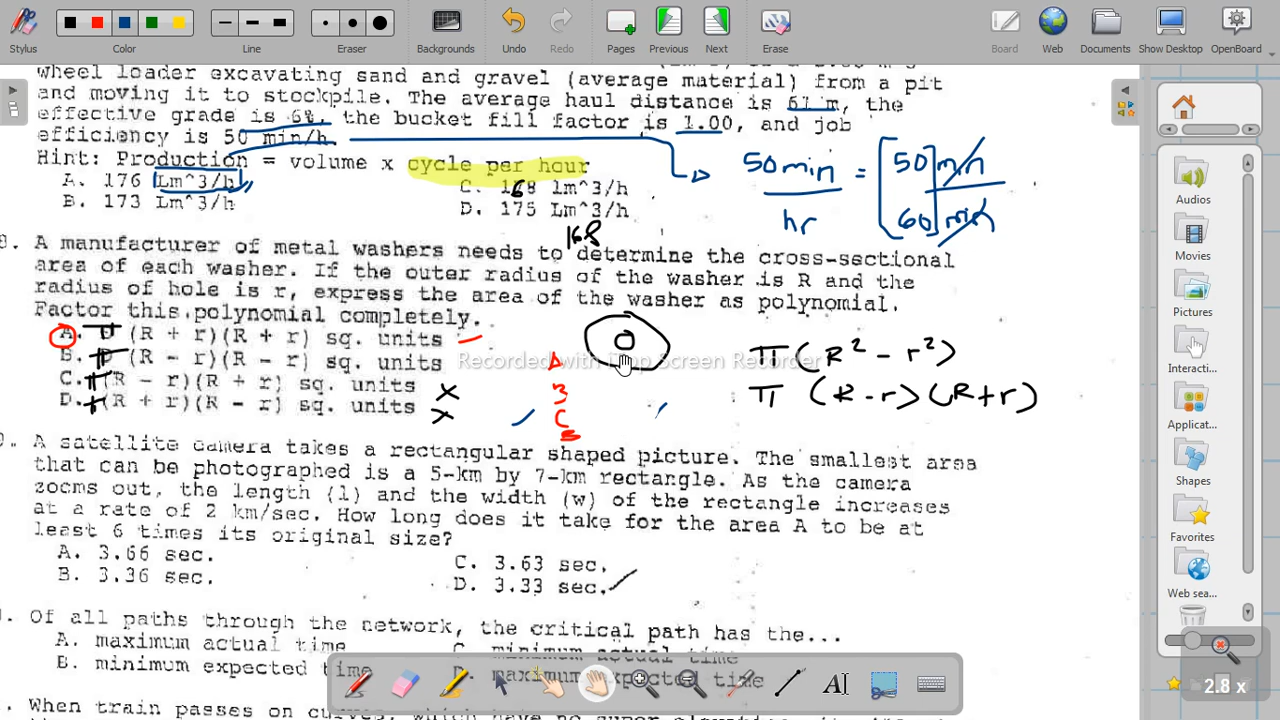 Stylus Color Line Eraser Backgrounds Undo Redo Pages Previous Next Erase Board Web Documents Show Desktop OpenBoard
wheel loader excavating sand and gravel (average material) from a pit
and moving it to stockpile. The average haul distance is 61 m, the
effective grade is 6%, the bucket fill factor is 1.00, and job
efficiency is 50 min/h.
Hint: Production = volume x cycle per hour
A. 176 Lm^3/h C. 168 lm^3/h
B. 173 Lm^3/h D. 175 Lm^3/h
50 min = [50] min
hr 60 min
168
A manufacturer of metal washers needs to determine the cross-ssctional
area of each washer. If the outer radius of the washer is R and the
radius of hole is r, express the area of the washer as polynomial.
Factor this polynomial completely.
A. π (R + r)(R + r) sq. units
B. π (R - r)(R - r) sq. units
C. π (R - r)(R + r) sq. units x
D. π (R + r)(R - r) sq. units x
A
B
C
π (R² - r²)
π (R-r)(R+r)
Recorded with iTop Screen Recorder
A satellite camera takes a rectangular shaped picture. The smallest area
that can be photographed is a 5-km by 7-km rectangle. As the camera
zooms out, the length (l) and the width (w) of the rectangle increases
at a rate of 2 km/sec. How long does it take for the area A to be at
least 6 times its original size?
A. 3.66 sec. C. 3.63 sec.
B. 3.36 sec. D. 3.33 sec.
Of all paths through the network, the critical path has the...
A. maximum actual time C. minimum actual time
B. minimum expected time D. maximum expected time
When train passes on curves, which have no super
Audios
Movies
Pictures
Interacti...
Applicat...
Shapes
Favorites
Web sea...
2.8 x